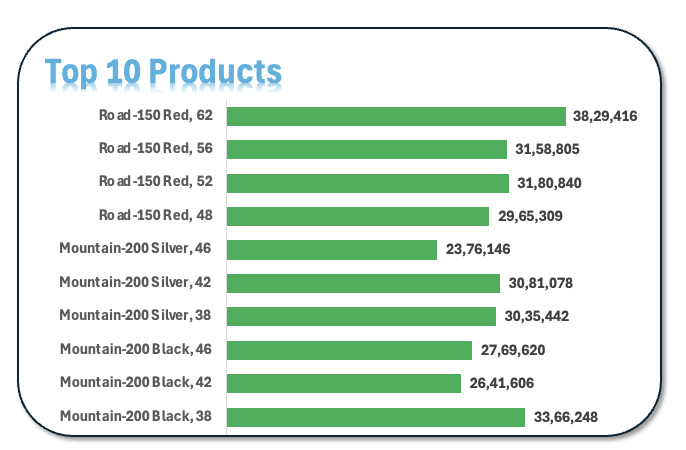 Top 10 Products
Road-150 Red, 62 38,29,416
Road-150 Red, 56 31,58,805
Road-150 Red, 52 31,80,840
Road-150 Red, 48 29,65,309
Mountain-200 Silver, 46 23,76,146
Mountain-200 Silver, 42 30,81,078
Mountain-200 Silver, 38 30,35,442
Mountain-200 Black, 46 27,69,620
Mountain-200 Black, 42 26,41,606
Mountain-200 Black, 38 33,66,248